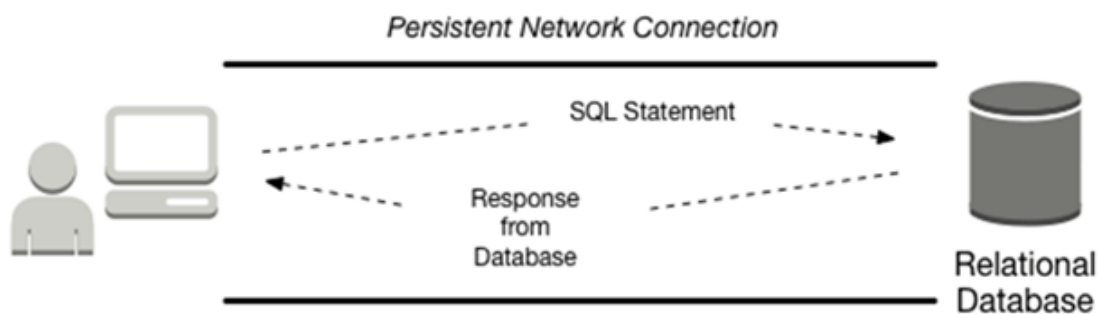 Persistent Network Connection
SQL Statement
Response
from
Database
Relational
Database